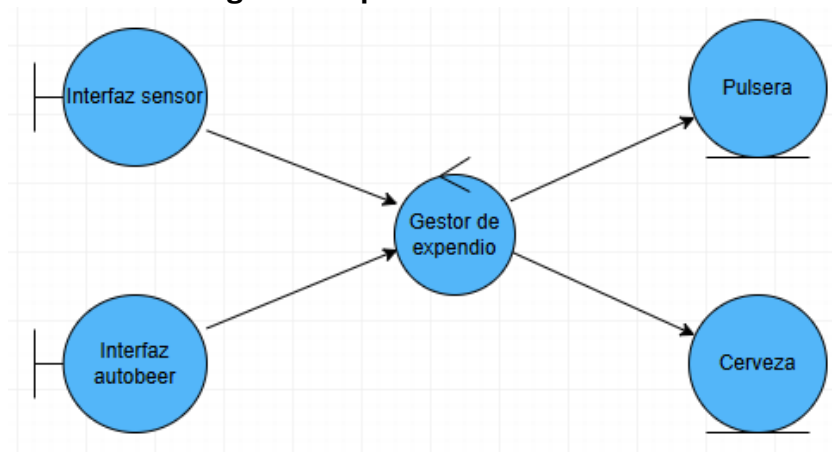 Interfaz sensor
Pulsera
Gestor de
expendio
Interfaz
autobeer
Cerveza